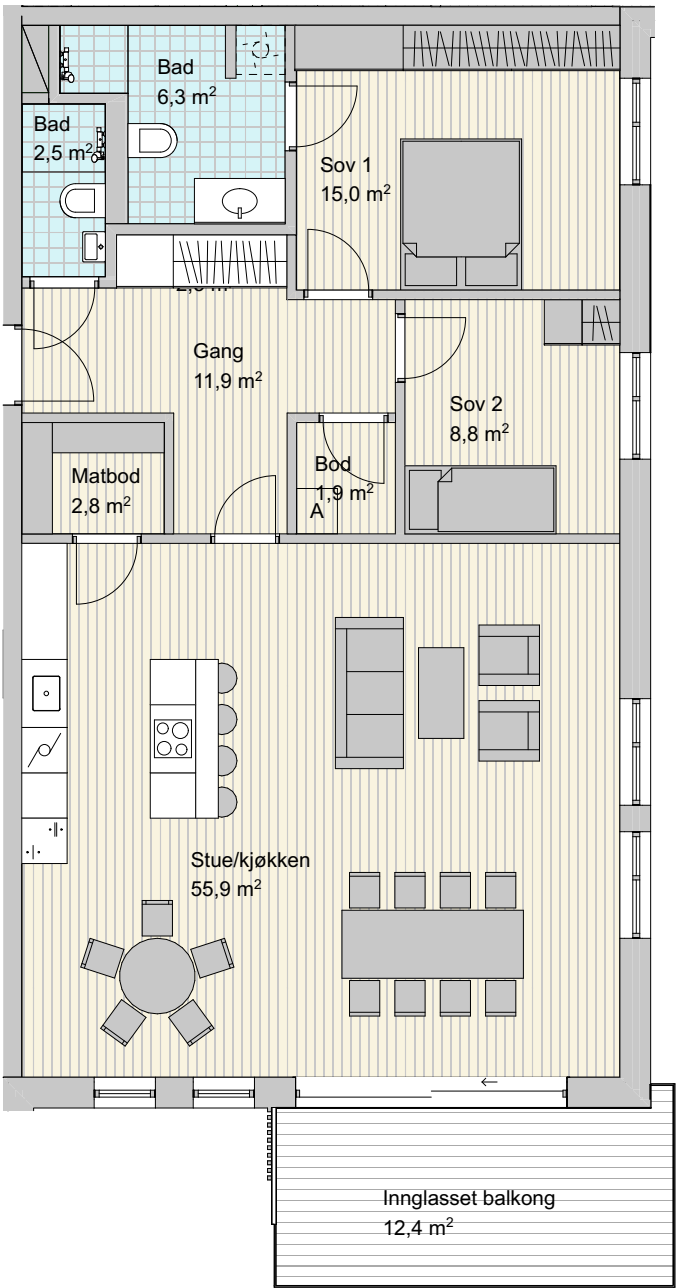 Bad
6,3 m²
Bad
2,5 m²
Sov 1
15,0 m²
Gang
11,9 m²
Sov 2
8,8 m²
Matbod
2,8 m²
Bod
1,9 m²
A
Stue/kjøkken
55,9 m²
Innglasset balkong
12,4 m²